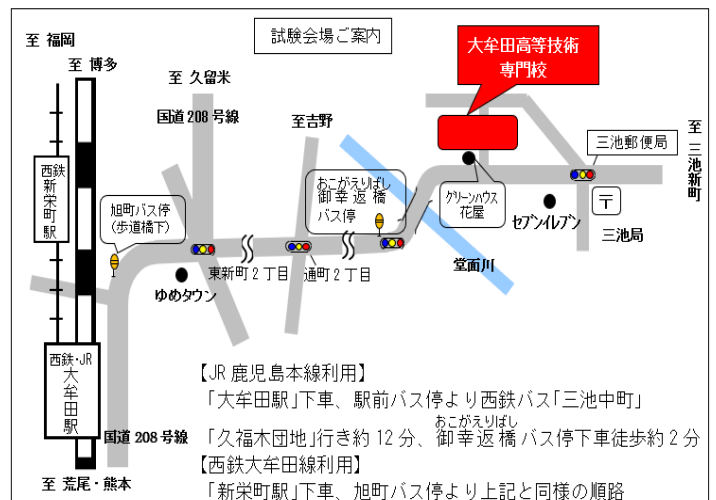 至 福岡
試験会場ご案内
大牟田高等技術
専門校
至 博多
至 久留米
国道208号線
至吉野
至 三池新町
三池郵便局
西鉄
新栄町駅
旭町バス停
(歩道橋下)
おこがえりばし
御幸返橋
バス停
グリーンハウス
花屋
セブンイレブン
〒
三池局
東新町2丁目
通町2丁目
堂面川
ゆめタウン
西鉄・JR
大牟田駅
国道208号線
至 荒尾・熊本
【JR鹿児島本線利用】
「大牟田駅」下車、駅前バス停より西鉄バス「三池中町」
おこがえりばし
「久福木団地」行き約12分、御幸返橋バス停下車徒歩約2分
【西鉄大牟田線利用】
「新栄町駅」下車、旭町バス停より上記と同様の順路